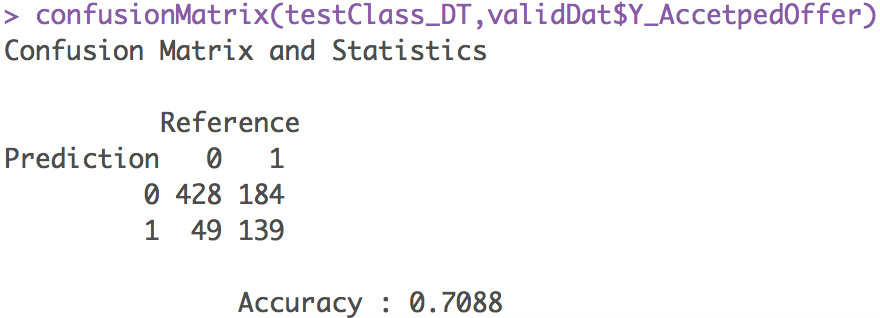 > confusionMatrix(testClass_DT,validDat$Y_AccetpedOffer)
Confusion Matrix and Statistics
Reference
Prediction 0 1
0 428 184
1 49 139
Accuracy : 0.7088